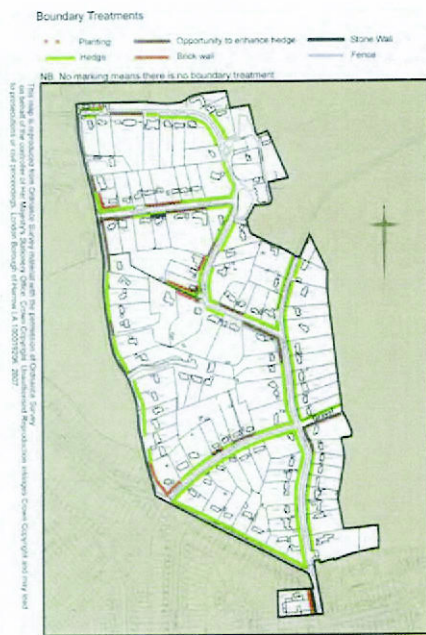 Boundary Treatments
Planting
Opportunity to enhance hedge
Stone Wall
Hedge
Brick wall
Fence
NB. No marking means there is no boundary treatment
This map is reproduced from Ordnance Survey material with the permission of Ordnance Survey
on behalf of the controller of Her Majesty's Stationery Office. Crown Copyright. Unauthorised Reproduction infringes Crown Copyright and may lead
to prosecutions or civil proceedings. London Borough of Harrow LA.100019206. 2007